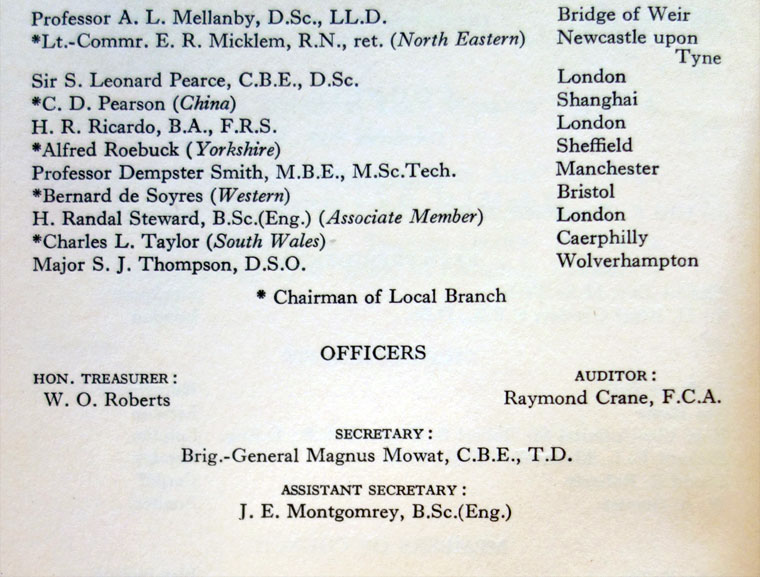 Professor A. L. Mellanby, D.Sc., LL.D. Bridge of Weir
*Lt.-Commr. E. R. Micklem, R.N., ret. (North Eastern) Newcastle upon
Tyne
Sir S. Leonard Pearce, C.B.E., D.Sc. London
*C. D. Pearson (China) Shanghai
H. R. Ricardo, B.A., F.R.S. London
*Alfred Roebuck (Yorkshire) Sheffield
Professor Dempster Smith, M.B.E., M.Sc.Tech. Manchester
*Bernard de Soyres (Western) Bristol
H. Randal Steward, B.Sc.(Eng.) (Associate Member) London
*Charles L. Taylor (South Wales) Caerphilly
Major S. J. Thompson, D.S.O. Wolverhampton
* Chairman of Local Branch
OFFICERS
HON. TREASURER: AUDITOR:
W. O. Roberts Raymond Crane, F.C.A.
SECRETARY:
Brig.-General Magnus Mowat, C.B.E., T.D.
ASSISTANT SECRETARY:
J. E. Montgomrey, B.Sc.(Eng.)